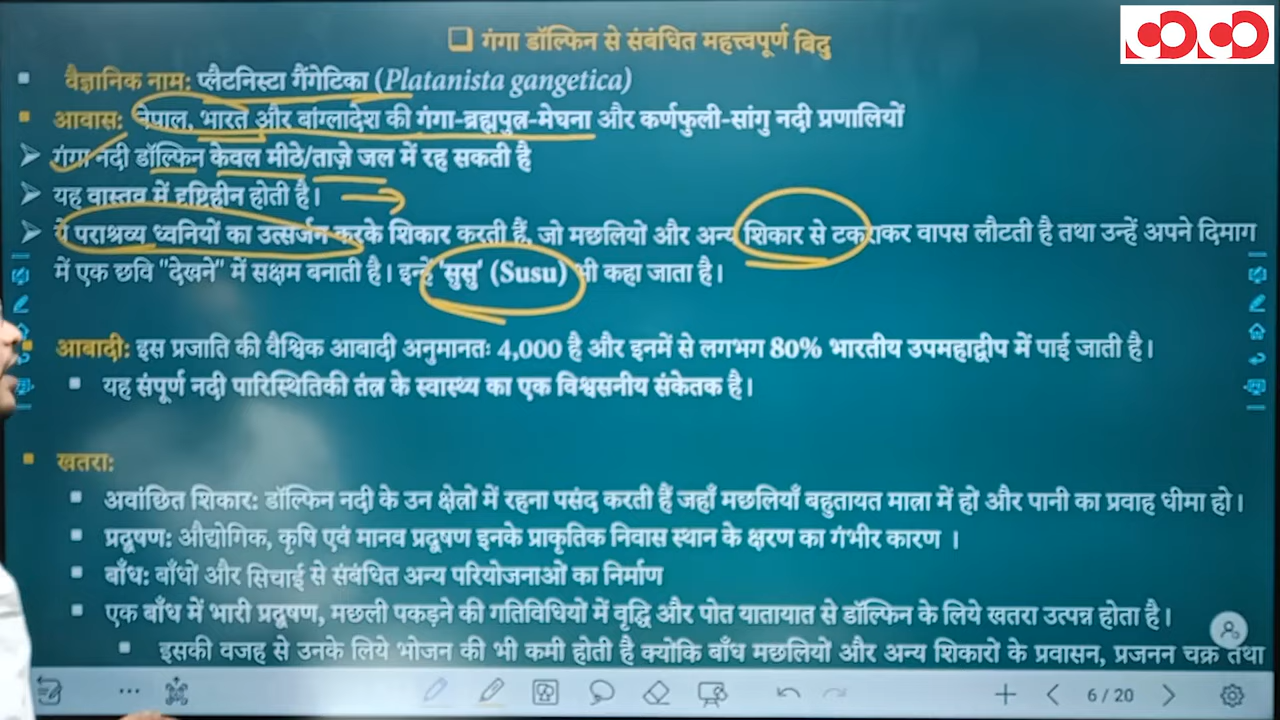 ❑ गंगा डॉल्फिन से संबंधित महत्त्वपूर्ण बिंदु
▪ वैज्ञानिक नाम: प्लैटनिस्टा गैंगेटिका (Platanista gangetica)
▪ आवास: नेपाल, भारत और बांग्लादेश की गंगा-ब्रह्मपुत्र-मेघना और कर्णफुली-सांगु नदी प्रणालियों
➢ गंगा नदी डॉल्फिन केवल मीठे/ताज़े जल में रह सकती है
➢ यह वास्तव में दृष्टिहीन होती है।
➢ ये पराश्रव्य ध्वनियों का उत्सर्जन करके शिकार करती हैं, जो मछलियों और अन्य शिकार से टकराकर वापस लौटती है तथा उन्हें अपने दिमाग
में एक छवि "देखने" में सक्षम बनाती है। इन्हें 'सुसु' (Susu) भी कहा जाता है।
▪ आबादी: इस प्रजाति की वैश्विक आबादी अनुमानतः 4,000 है और इनमें से लगभग 80% भारतीय उपमहाद्वीप में पाई जाती है।
▪ यह संपूर्ण नदी पारिस्थितिकी तंत्र के स्वास्थ्य का एक विश्वसनीय संकेतक है।
▪ खतरा:
▪ अवांछित शिकार: डॉल्फिन नदी के उन क्षेत्रों में रहना पसंद करती हैं जहाँ मछलियाँ बहुतायत मात्रा में हों और पानी का प्रवाह धीमा हो।
▪ प्रदूषण: औद्योगिक, कृषि एवं मानव प्रदूषण इनके प्राकृतिक निवास स्थान के क्षरण का गंभीर कारण ।
▪ बाँध: बाँधों और सिंचाई से संबंधित अन्य परियोजनाओं का निर्माण
▪ एक बाँध में भारी प्रदूषण, मछली पकड़ने की गतिविधियों में वृद्धि और पोत यातायात से डॉल्फिन के लिये खतरा उत्पन्न होता है।
▪ इसकी वजह से उनके लिये भोजन की भी कमी होती है क्योंकि बाँध मछलियों और अन्य शिकारों के प्रवासन, प्रजनन चक्र तथा
6 / 20